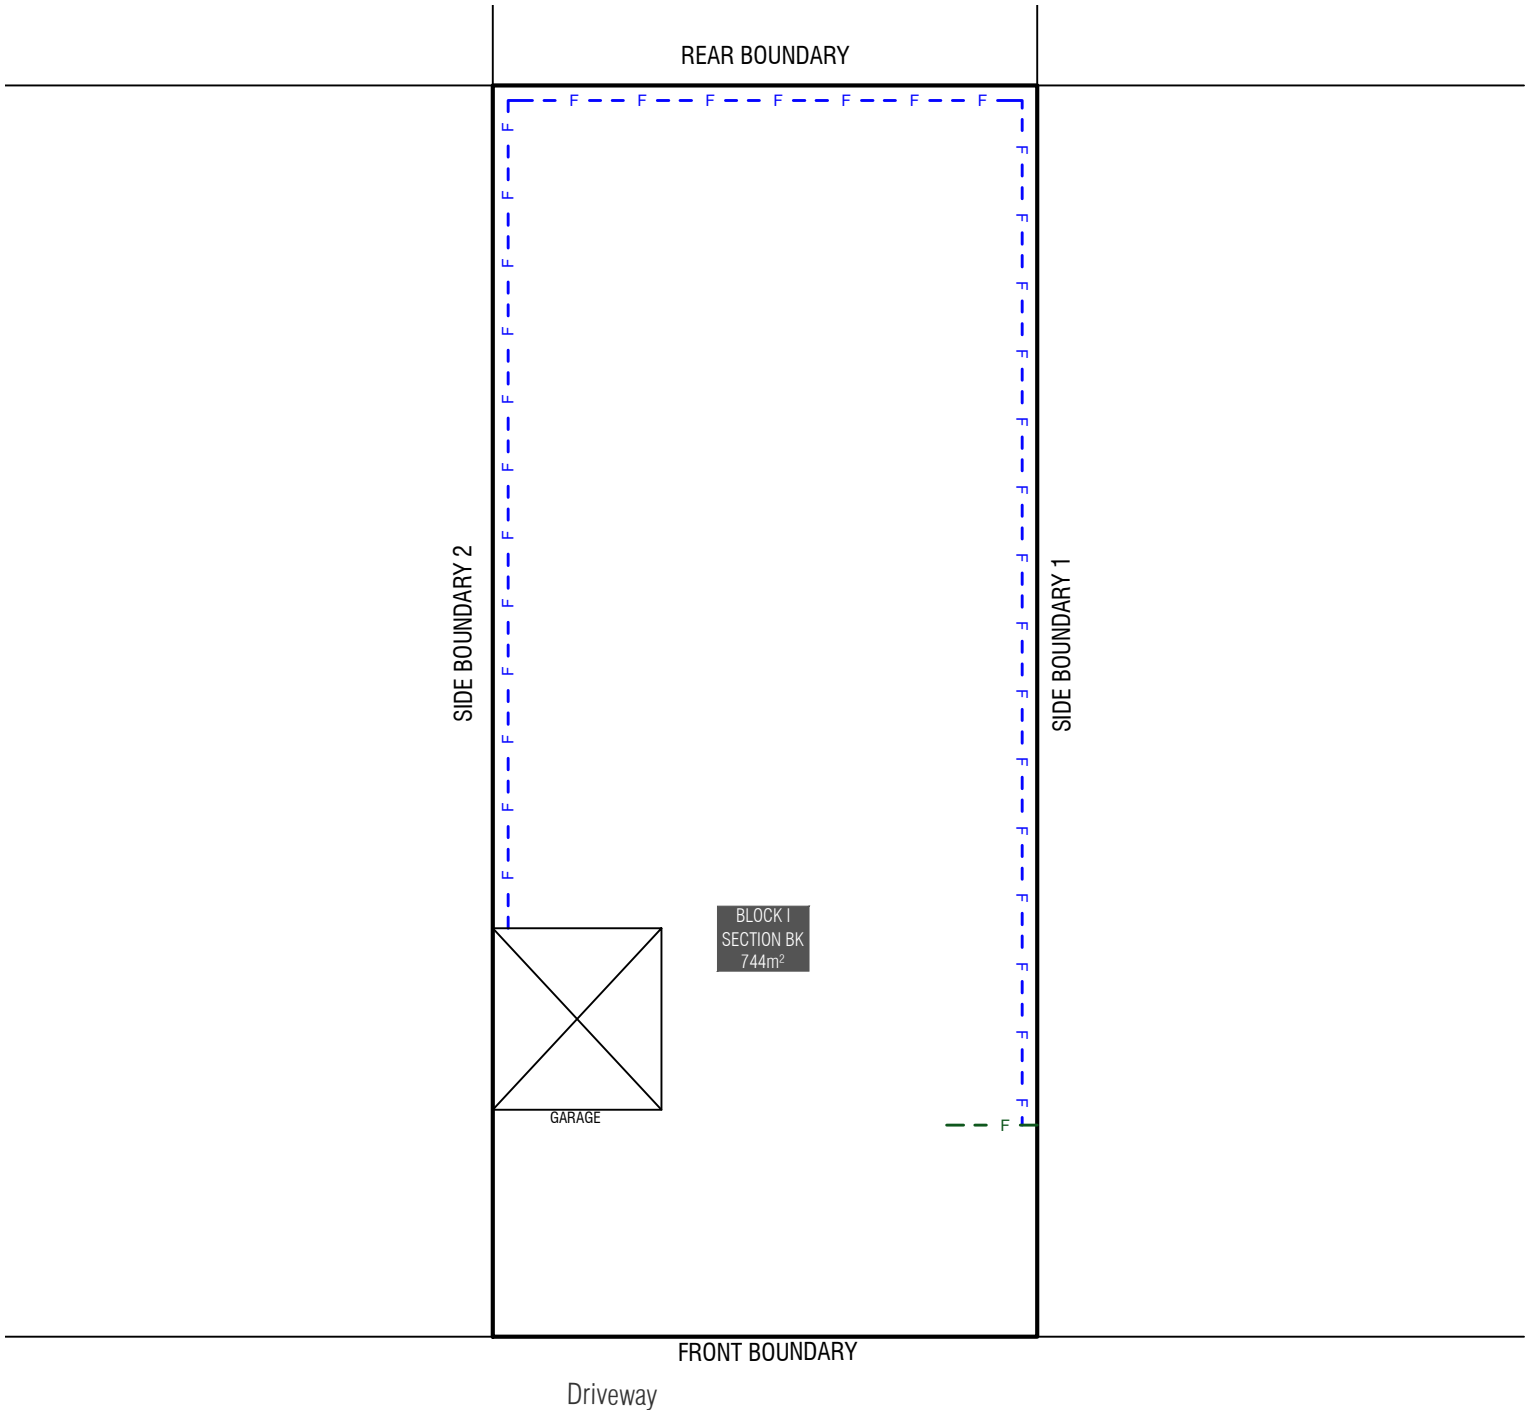 REAR BOUNDARY
F F F F F F F
F F F F F F F F F F F F
F F F F F F F F F F F F F F F
SIDE BOUNDARY 2
SIDE BOUNDARY 1
BLOCK I
SECTION BK
744m²
GARAGE
F
FRONT BOUNDARY
Driveway